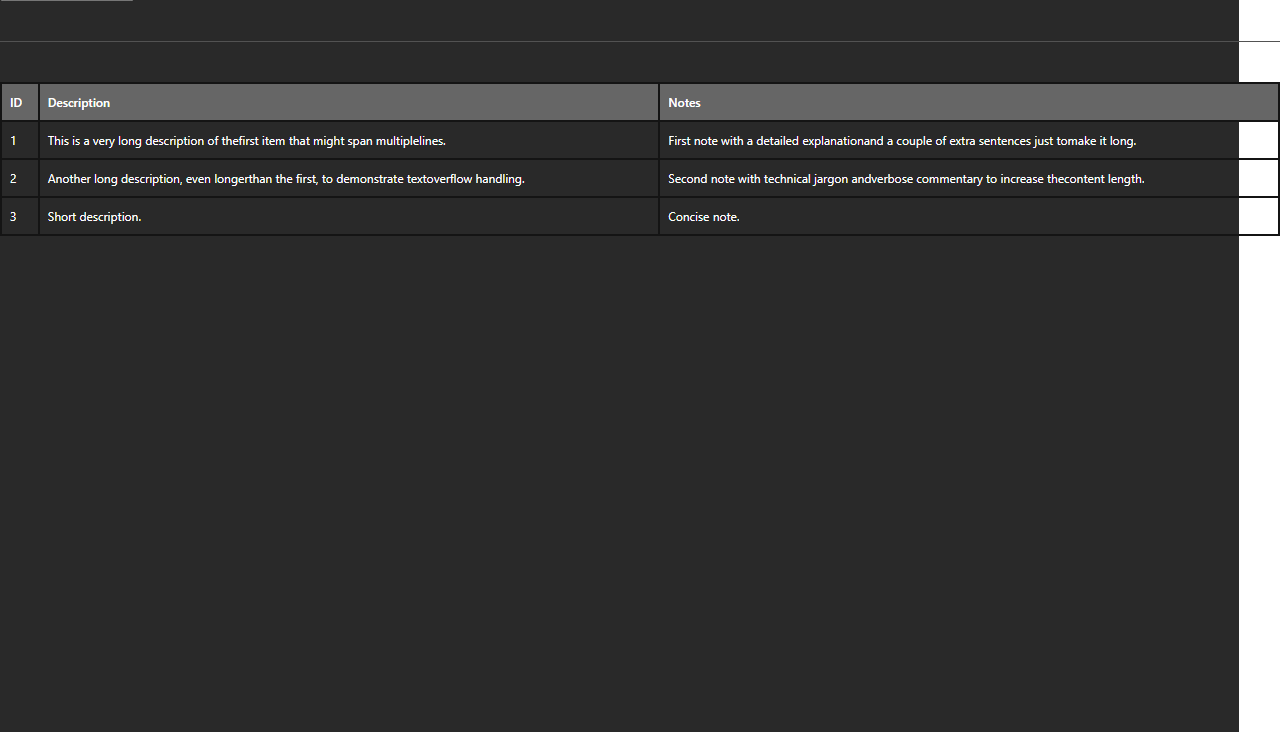 ID Description Notes
1 This is a very long description of thefirst item that might span multiplelines. First note with a detailed explanationand a couple of extra sentences just tomake it long.
2 Another long description, even longerthan the first, to demonstrate textoverflow handling. Second note with technical jargon andverbose commentary to increase thecontent length.
3 Short description. Concise note.